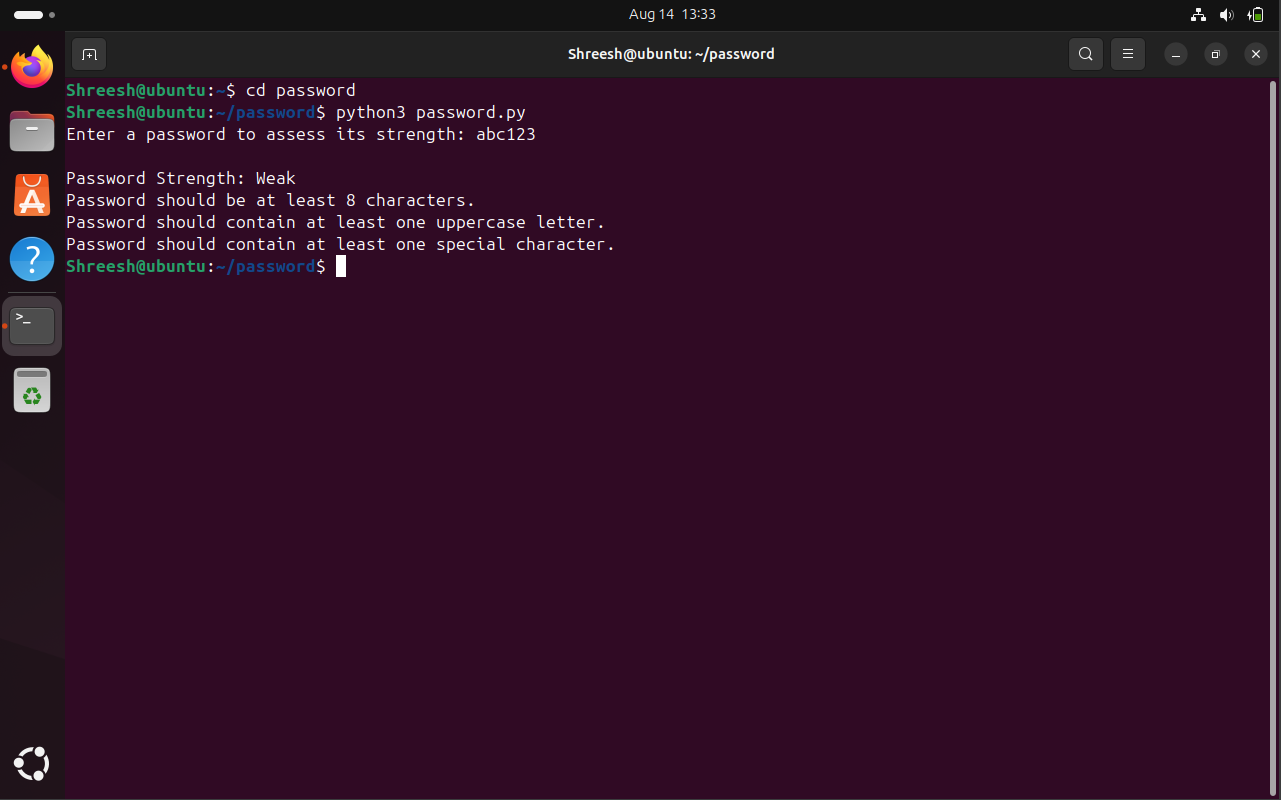 Aug 14 13:33
Shreesh@ubuntu: ~/password
Shreesh@ubuntu:~$ cd password
Shreesh@ubuntu:~/password$ python3 password.py
Enter a password to assess its strength: abc123
Password Strength: Weak
Password should be at least 8 characters.
Password should contain at least one uppercase letter.
Password should contain at least one special character.
Shreesh@ubuntu:~/password$